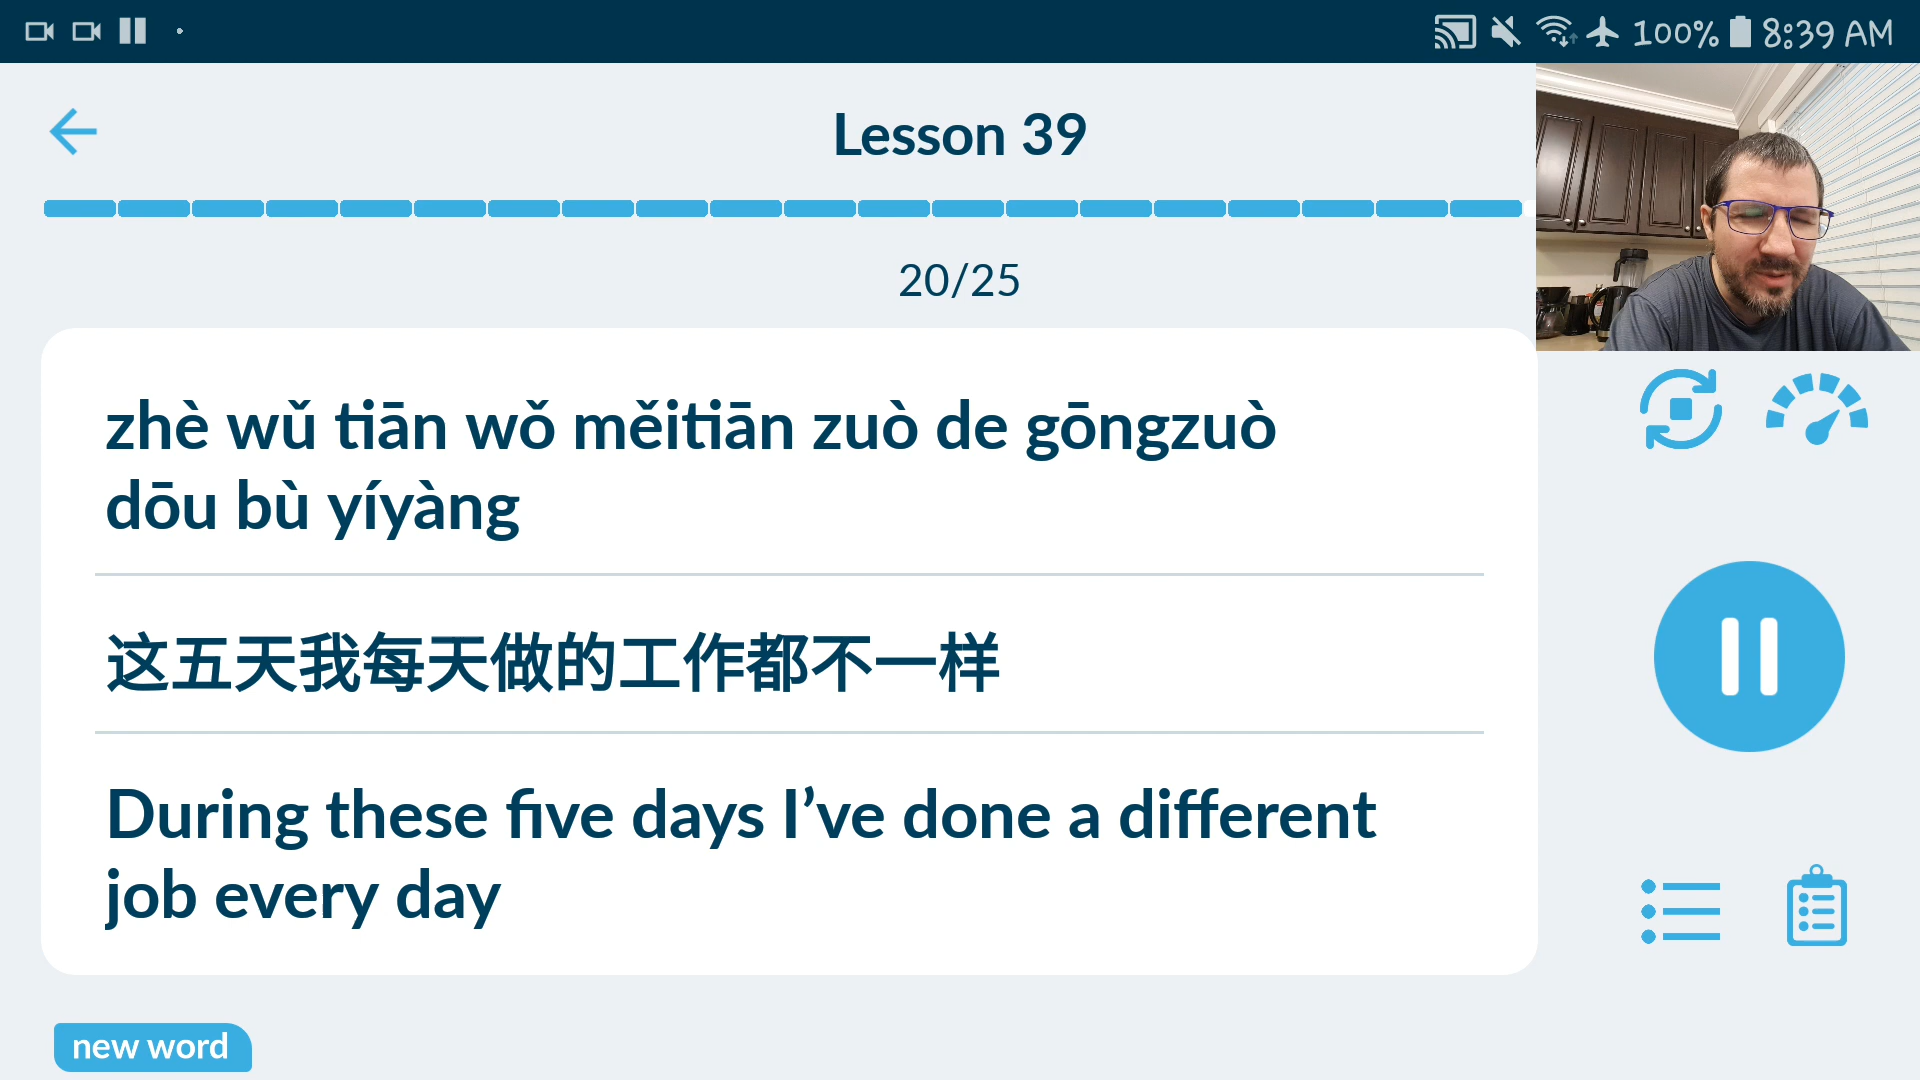 100% 8:39 AM
Lesson 39
20/25
zhè wǔ tiān wǒ měitiān zuò de gōngzuò
dōu bù yíyàng
这五天我每天做的工作都不一样
During these five days I’ve done a different
job every day
new word